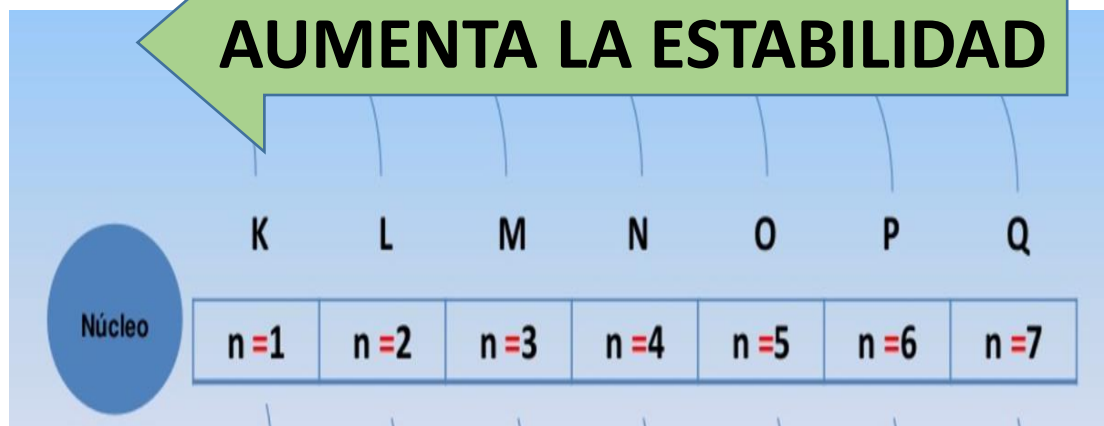 AUMENTA LA ESTABILIDAD
K L M N O P Q
Núcleo
n =1 n =2 n =3 n =4 n =5 n =6 n =7